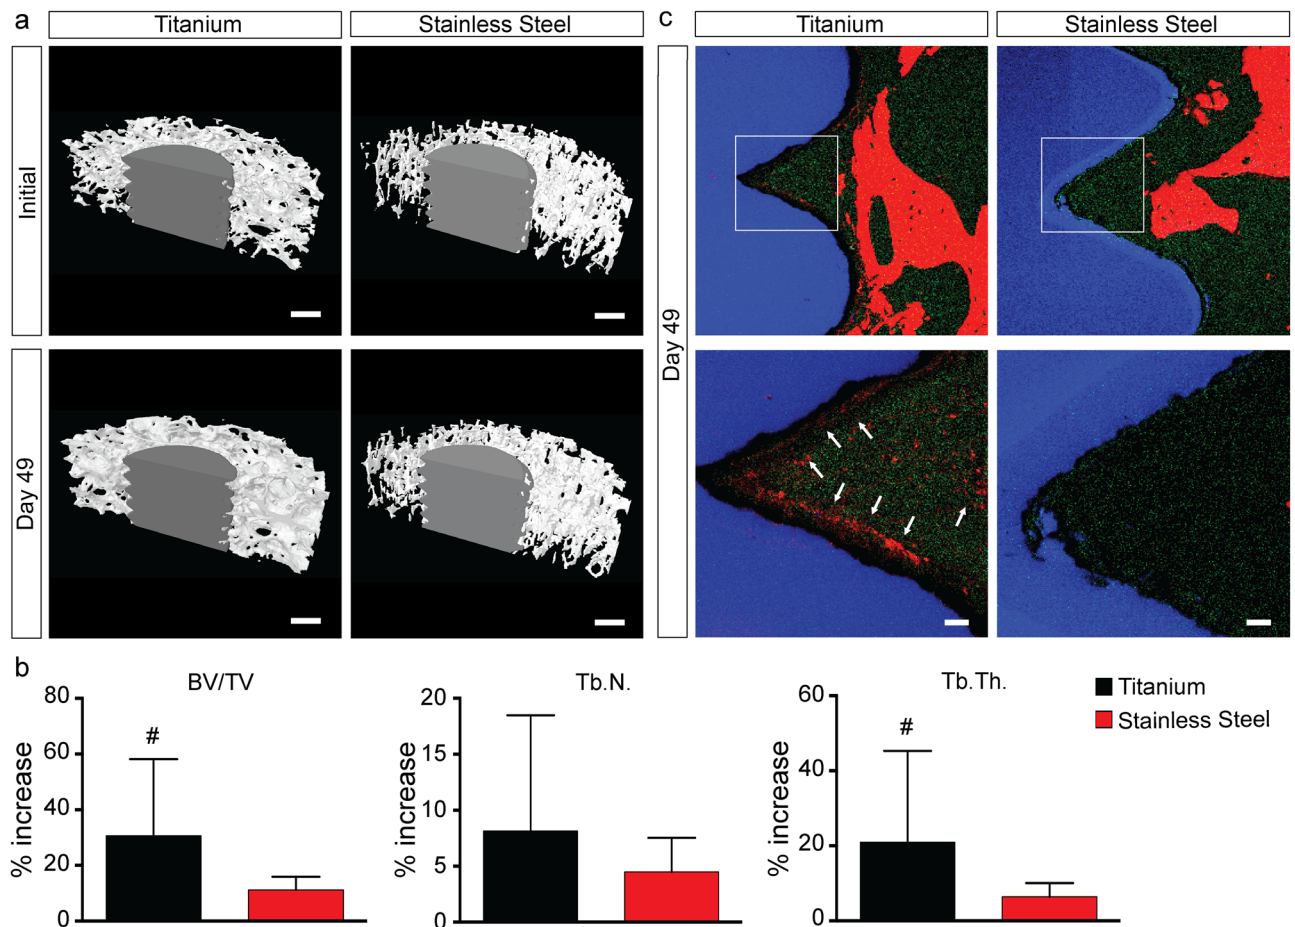 a
Titanium
Stainless Steel
Initial
Day 49
c
Titanium
Stainless Steel
Day 49
b
BV/TV
% increase
80
60
40
20
0
#
Tb.N.
% increase
20
15
10
5
0
Tb.Th.
% increase
60
40
20
0
#
Titanium
Stainless Steel